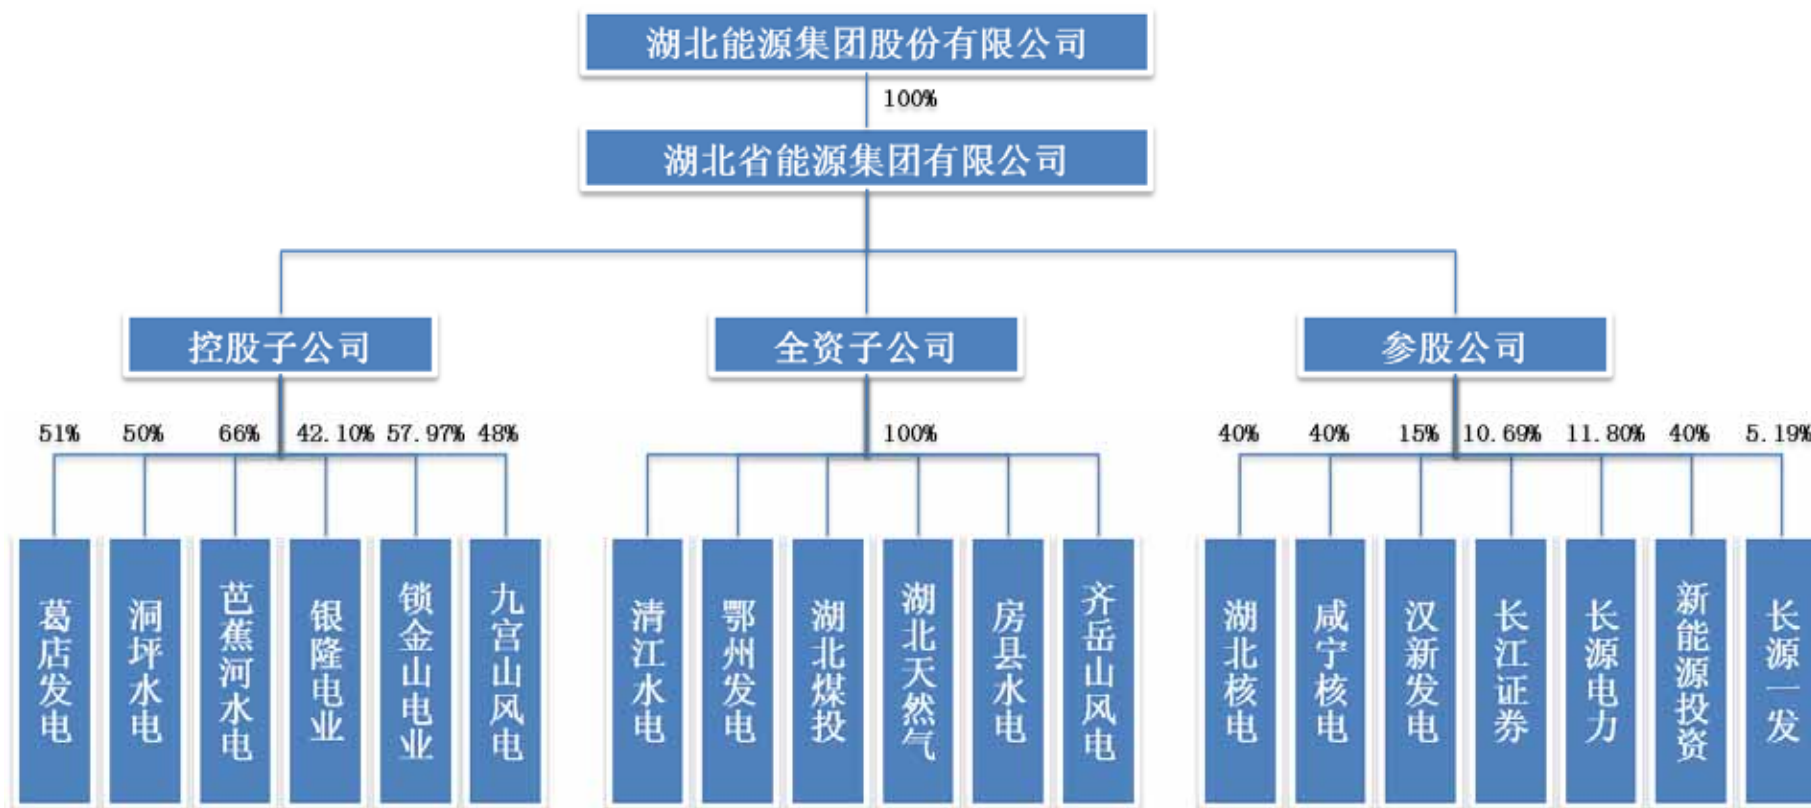 湖北能源集团股份有限公司
100%
湖北省能源集团有限公司
控股子公司
全资子公司
参股公司
51%
50%
66%
42.10%
57.97%
48%
100%
40%
40%
15%
10.69%
11.80%
40%
5.19%
葛店发电
洞坪水电
芭蕉河水电
银隆电业
锁金山电业
九宫山风电
清江水电
鄂州发电
湖北煤投
湖北天然气
房县水电
齐岳山风电
湖北核电
咸宁核电
汉新发电
长江证券
长源电力
新能源投资
长源一发